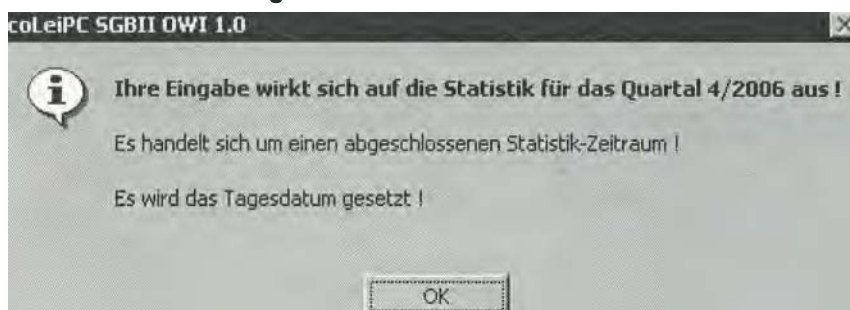 coLeiPC SGBII OWI 1.0
Ihre Eingabe wirkt sich auf die Statistik für das Quartal 4/2006 aus !
Es handelt sich um einen abgeschlossenen Statistik-Zeitraum !
Es wird das Tagesdatum gesetzt !
OK